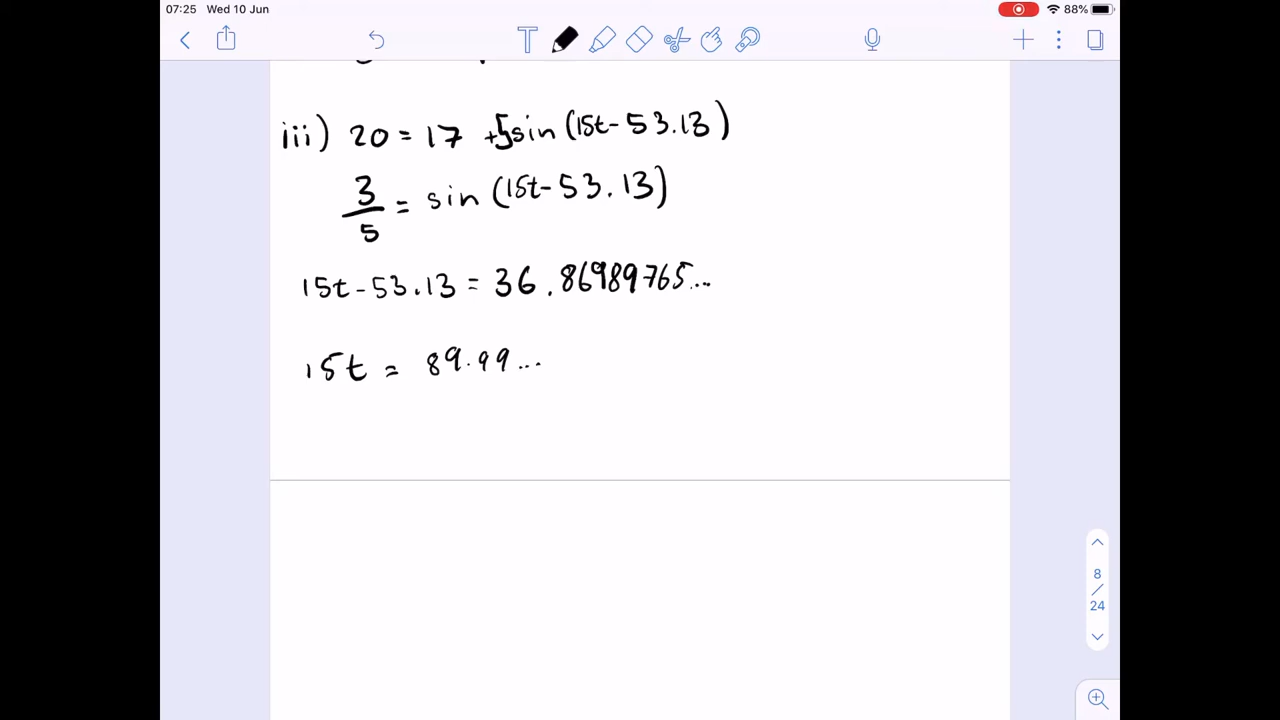 07:25 Wed 10 Jun 88%
iii) 20 = 17 +5sin (15t-53.13)
3/5 = sin (15t-53.13)
15t-53.13 = 36.86989765...
15t = 89.99...
8
/
24